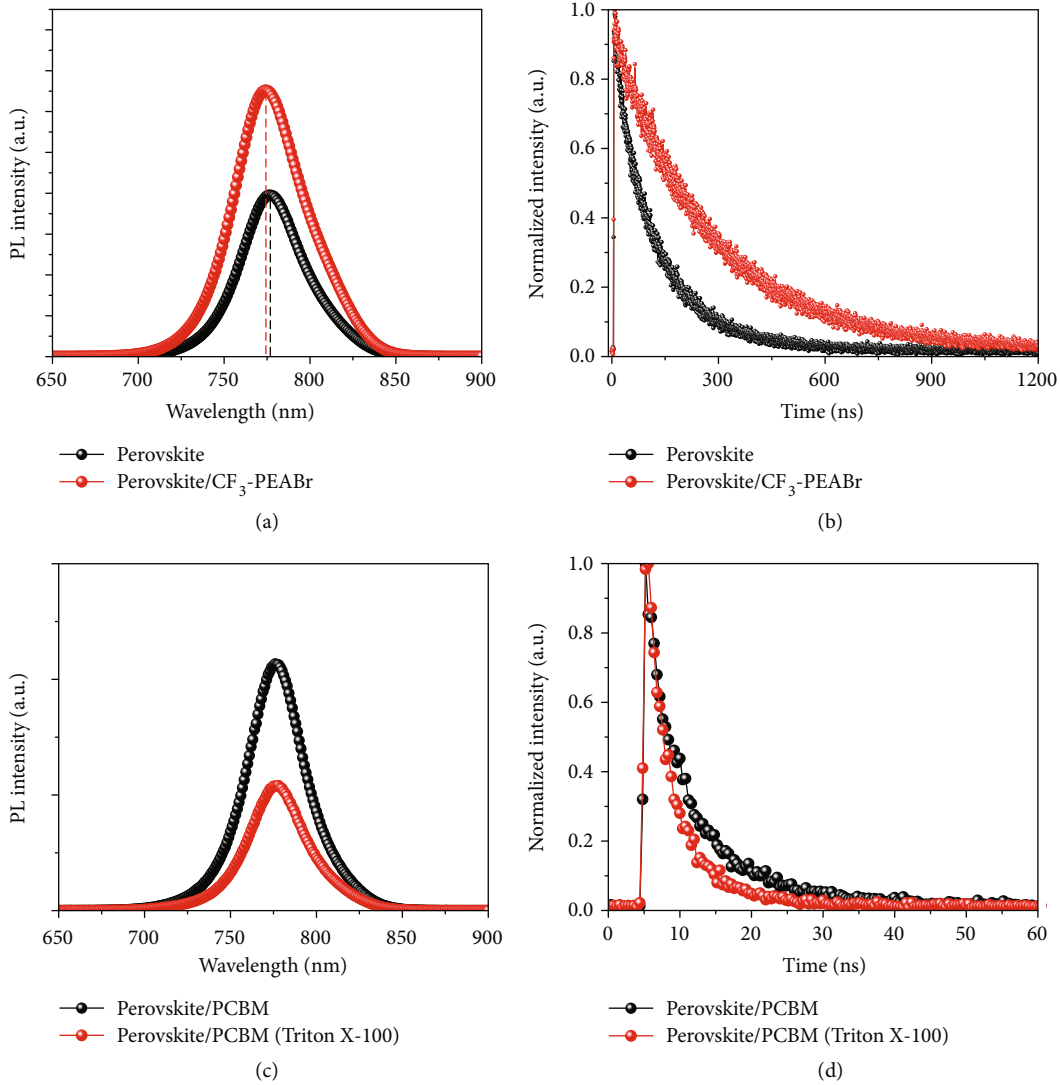 PL intensity (a.u.)
650 700 750 800 850 900
Wavelength (nm)
Perovskite
Perovskite/CF₃-PEABr
(a)
Normalized intensity (a.u.)
1.0
0.8
0.6
0.4
0.2
0.0
0 300 600 900 1200
Time (ns)
Perovskite
Perovskite/CF₃-PEABr
(b)
PL intensity (a.u.)
650 700 750 800 850 900
Wavelength (nm)
Perovskite/PCBM
Perovskite/PCBM (Triton X-100)
(c)
Normalized intensity (a.u.)
1.0
0.8
0.6
0.4
0.2
0.0
0 10 20 30 40 50 60
Time (ns)
Perovskite/PCBM
Perovskite/PCBM (Triton X-100)
(d)